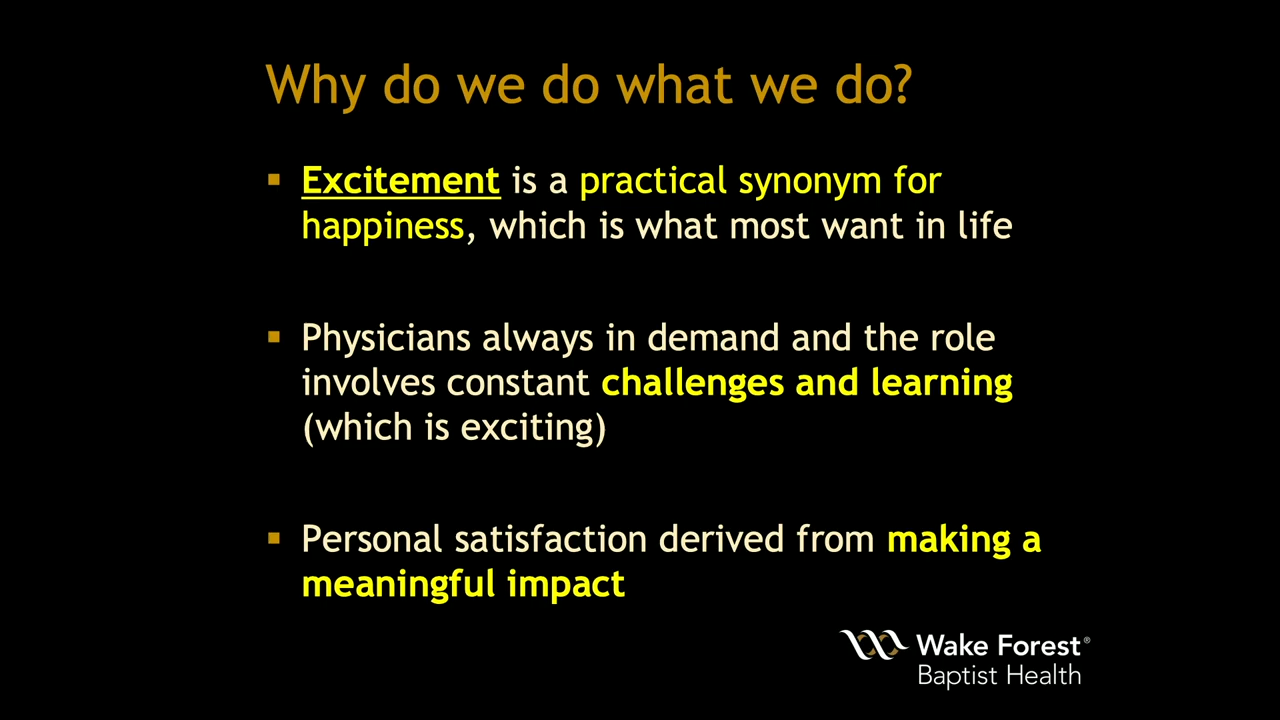 Why do we do what we do?
▪ Excitement is a practical synonym for
happiness, which is what most want in life
▪ Physicians always in demand and the role
involves constant challenges and learning
(which is exciting)
▪ Personal satisfaction derived from making a
meaningful impact
Wake Forest®
Baptist Health